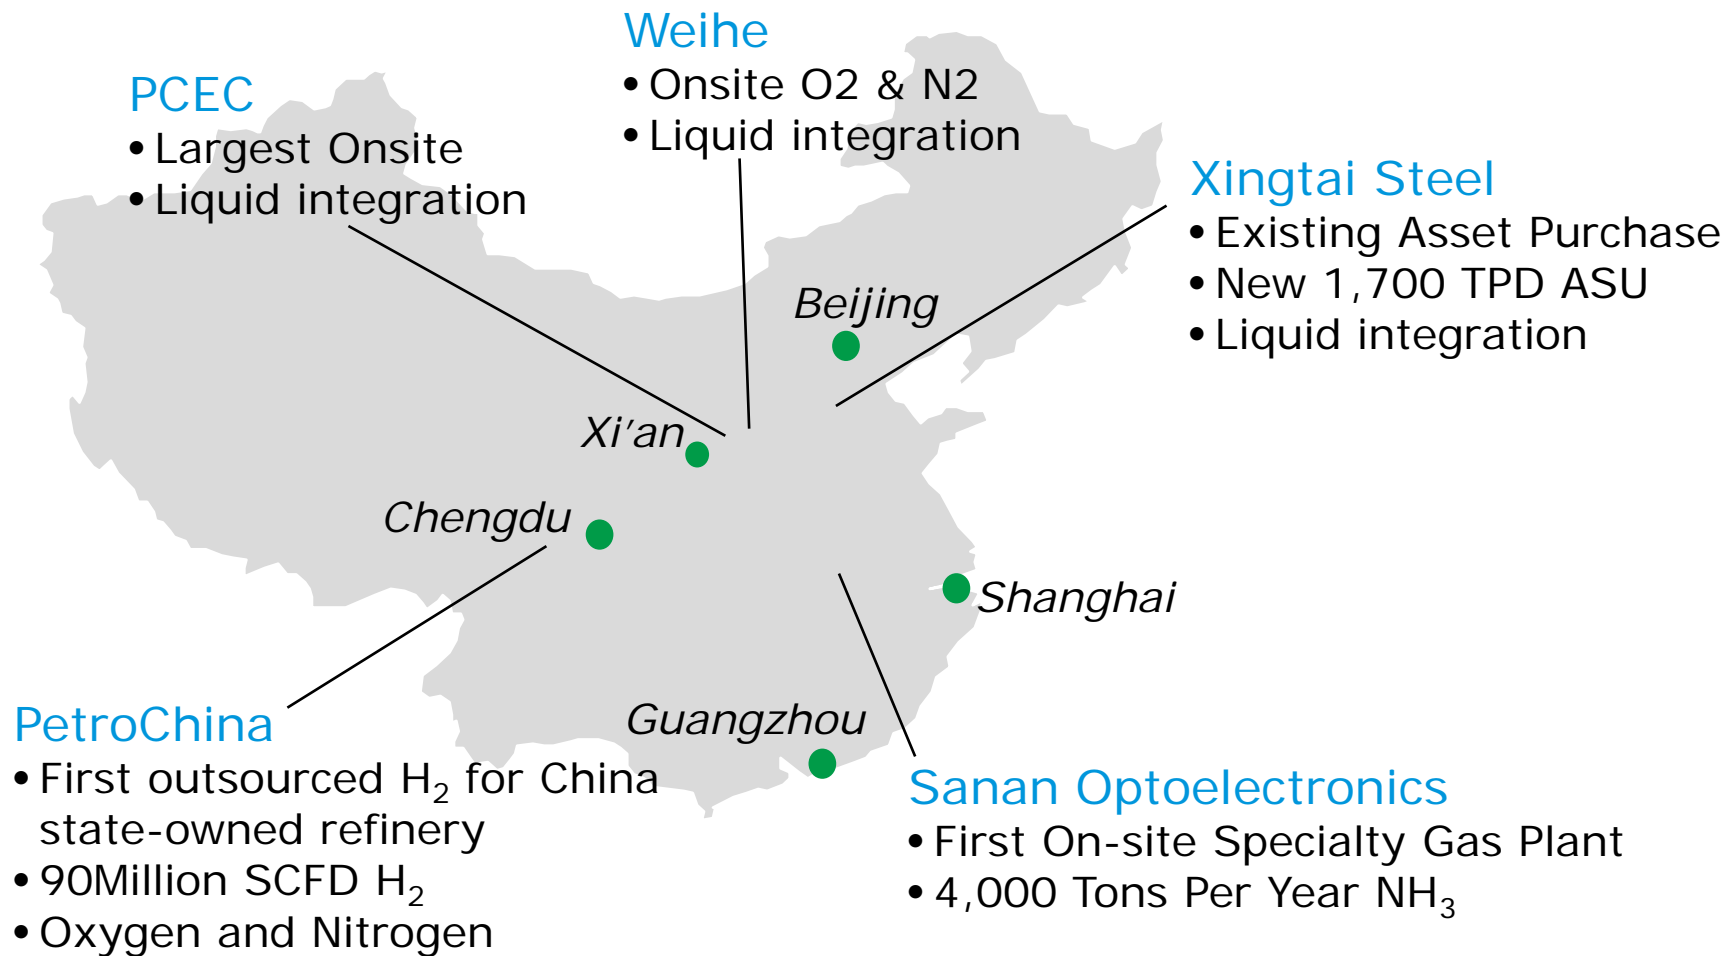 Weihe
• Onsite O2 & N2
• Liquid integration
PCEC
• Largest Onsite
• Liquid integration
Xingtai Steel
• Existing Asset Purchase
• New 1,700 TPD ASU
• Liquid integration
Beijing
Xi'an
Chengdu
Shanghai
Guangzhou
PetroChina
• First outsourced H₂ for China
state-owned refinery
• 90Million SCFD H₂
• Oxygen and Nitrogen
Sanan Optoelectronics
• First On-site Specialty Gas Plant
• 4,000 Tons Per Year NH₃